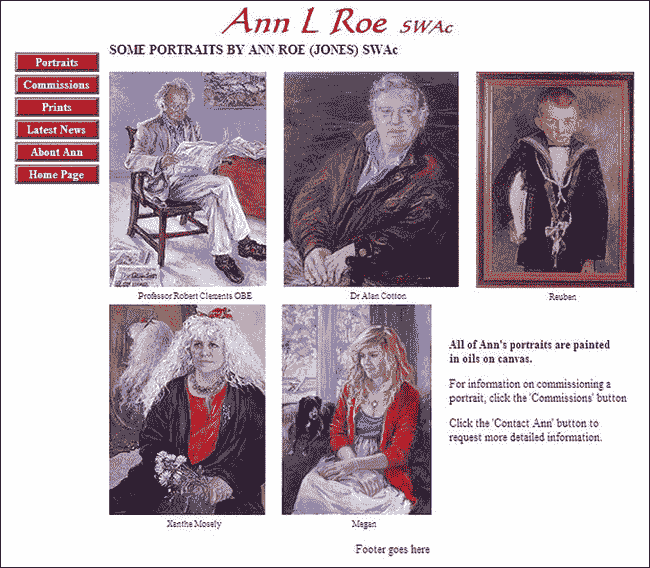 Ann L Roe SWAc
SOME PORTRAITS BY ANN ROE (JONES) SWAc
Portraits
Commissions
Prints
Latest News
About Ann
Home Page
Professor Robert Clements OBE
Dr Alan Cotton
Reuben
All of Ann's portraits are painted
in oils on canvas.
For information on commissioning a
portrait, click the 'Commissions' button
Click the 'Contact Ann' button to
request more detailed information.
Xanthe Mosely
Megan
Footer goes here